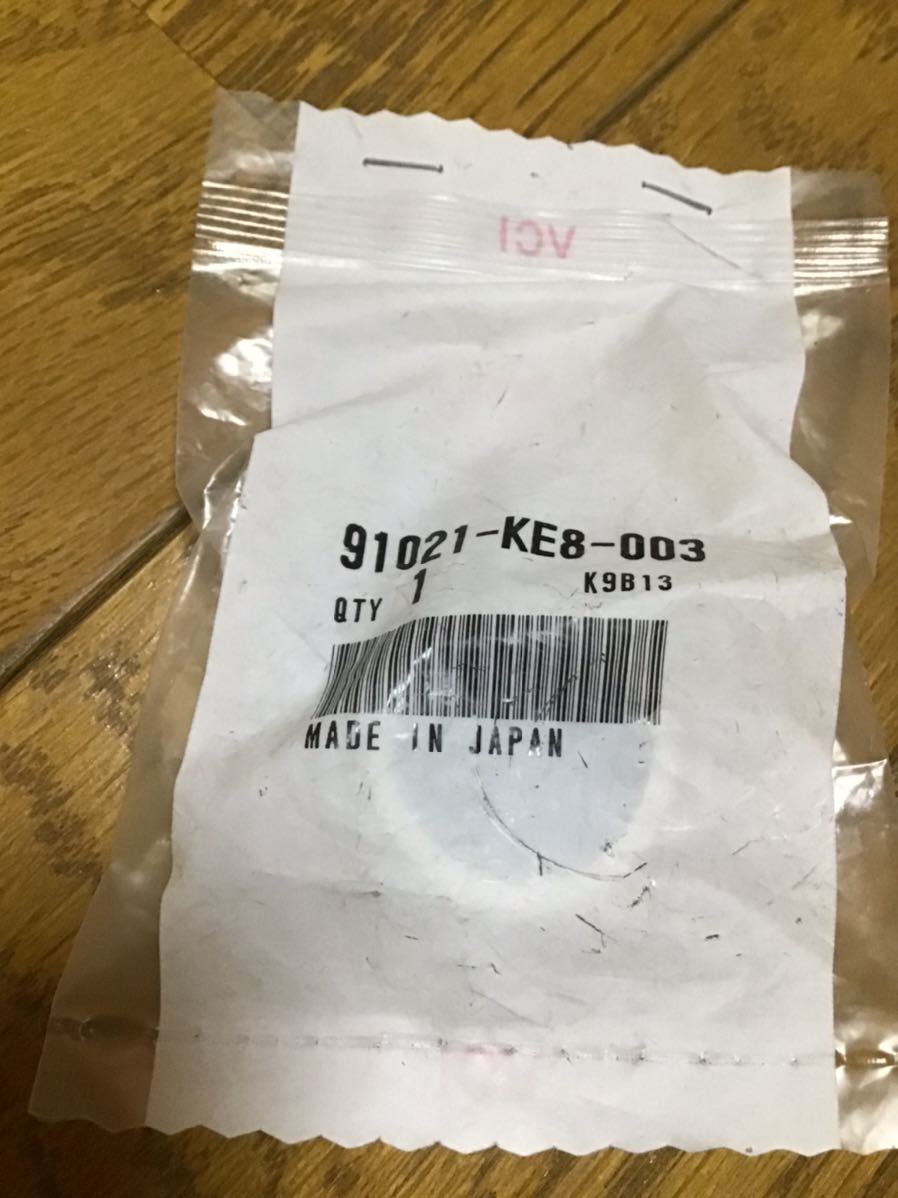 VCI
91021-KE8-003
QTY 1 K9B13
MADE IN JAPAN